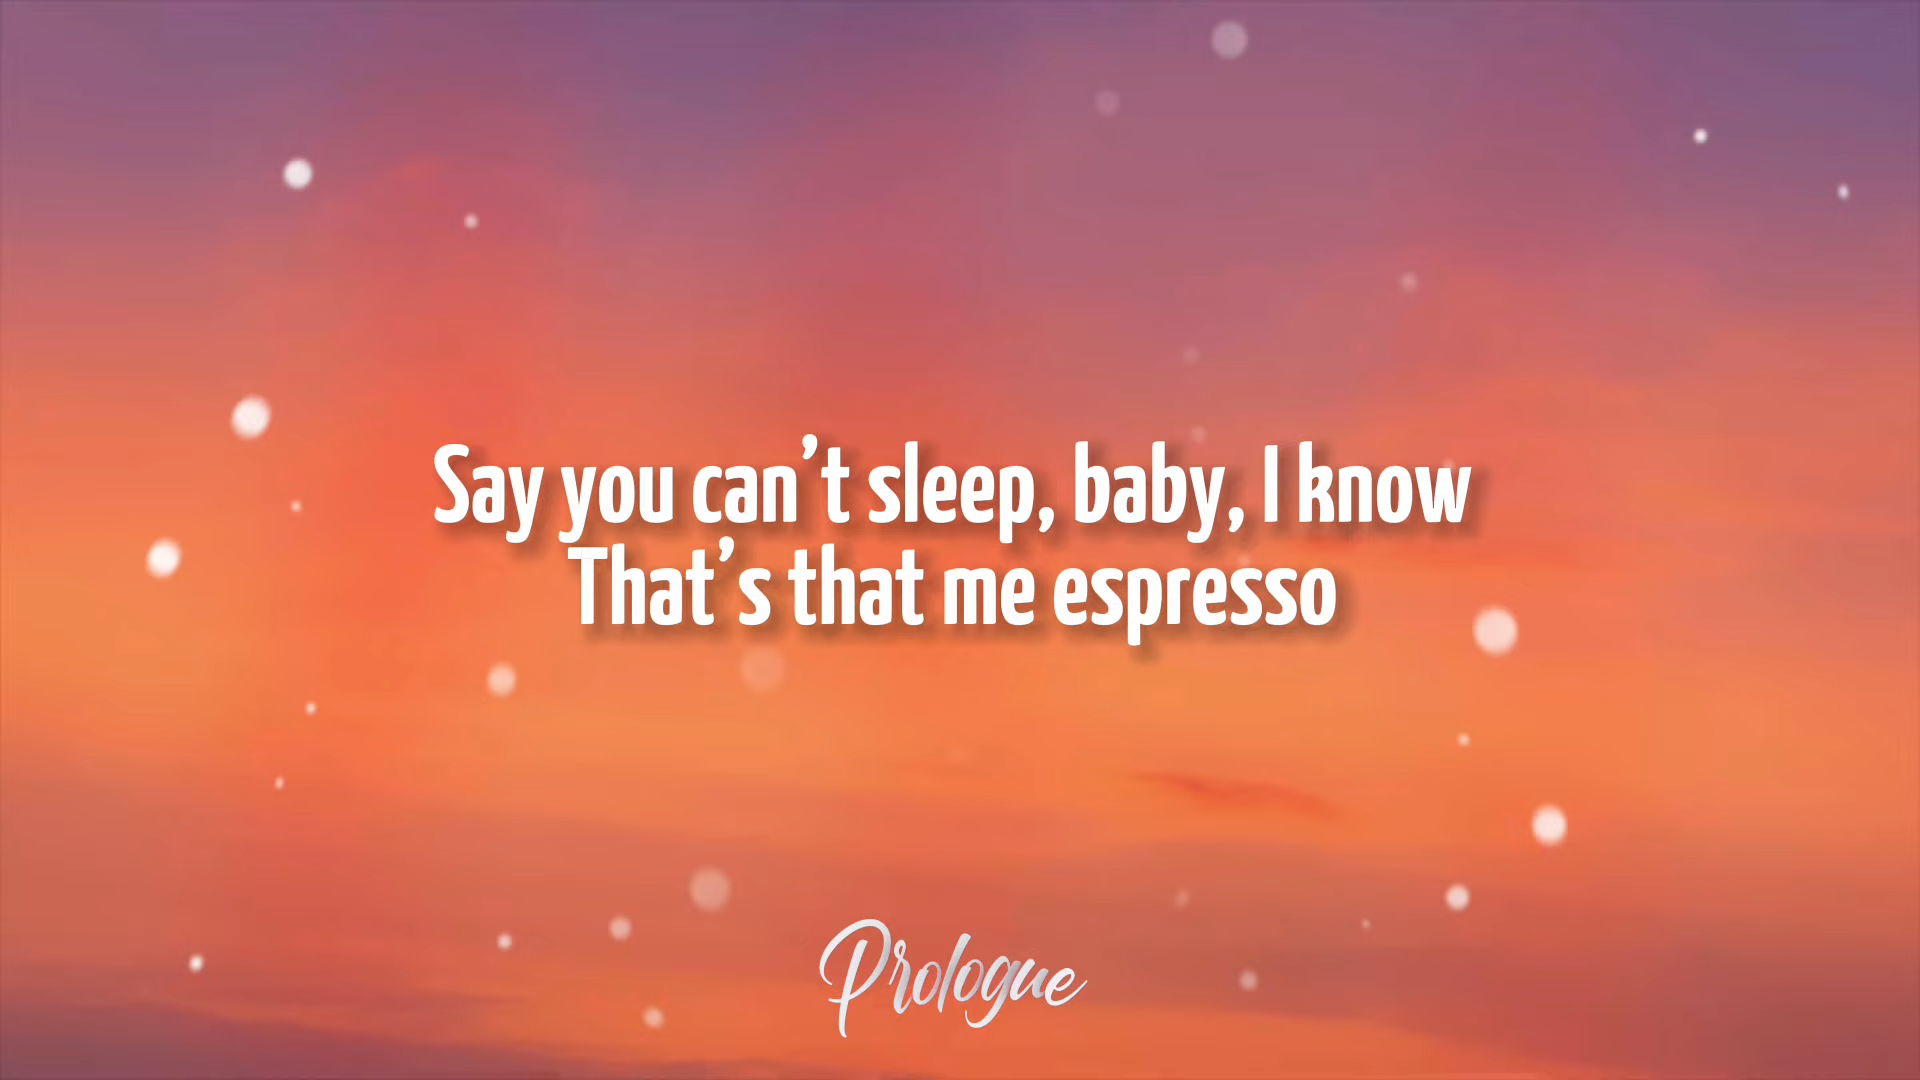 Say you can’t sleep, baby, I know
That’s that me espresso
Prologue